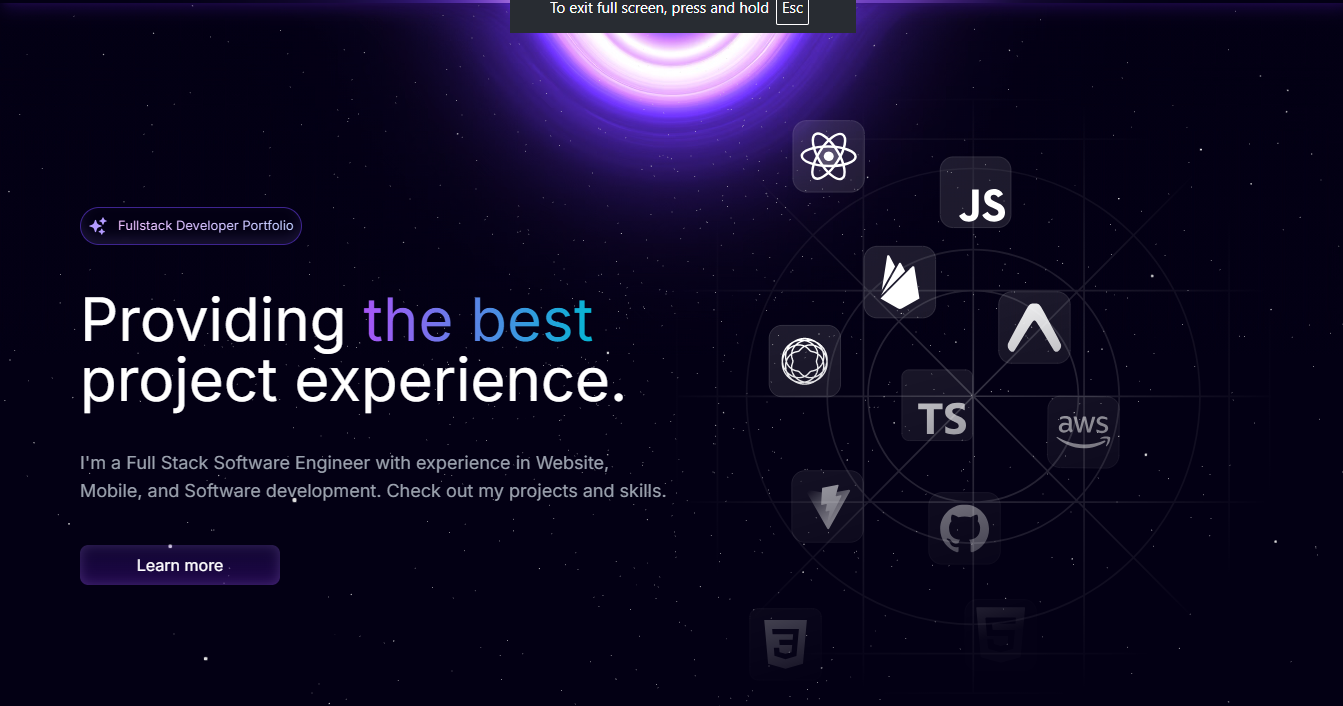 To exit full screen, press and hold Esc
JS
Fullstack Developer Portfolio
Providing the best
project experience.
TS
aws
I'm a Full Stack Software Engineer with experience in Website,
Mobile, and Software development. Check out my projects and skills.
Learn more
3
5